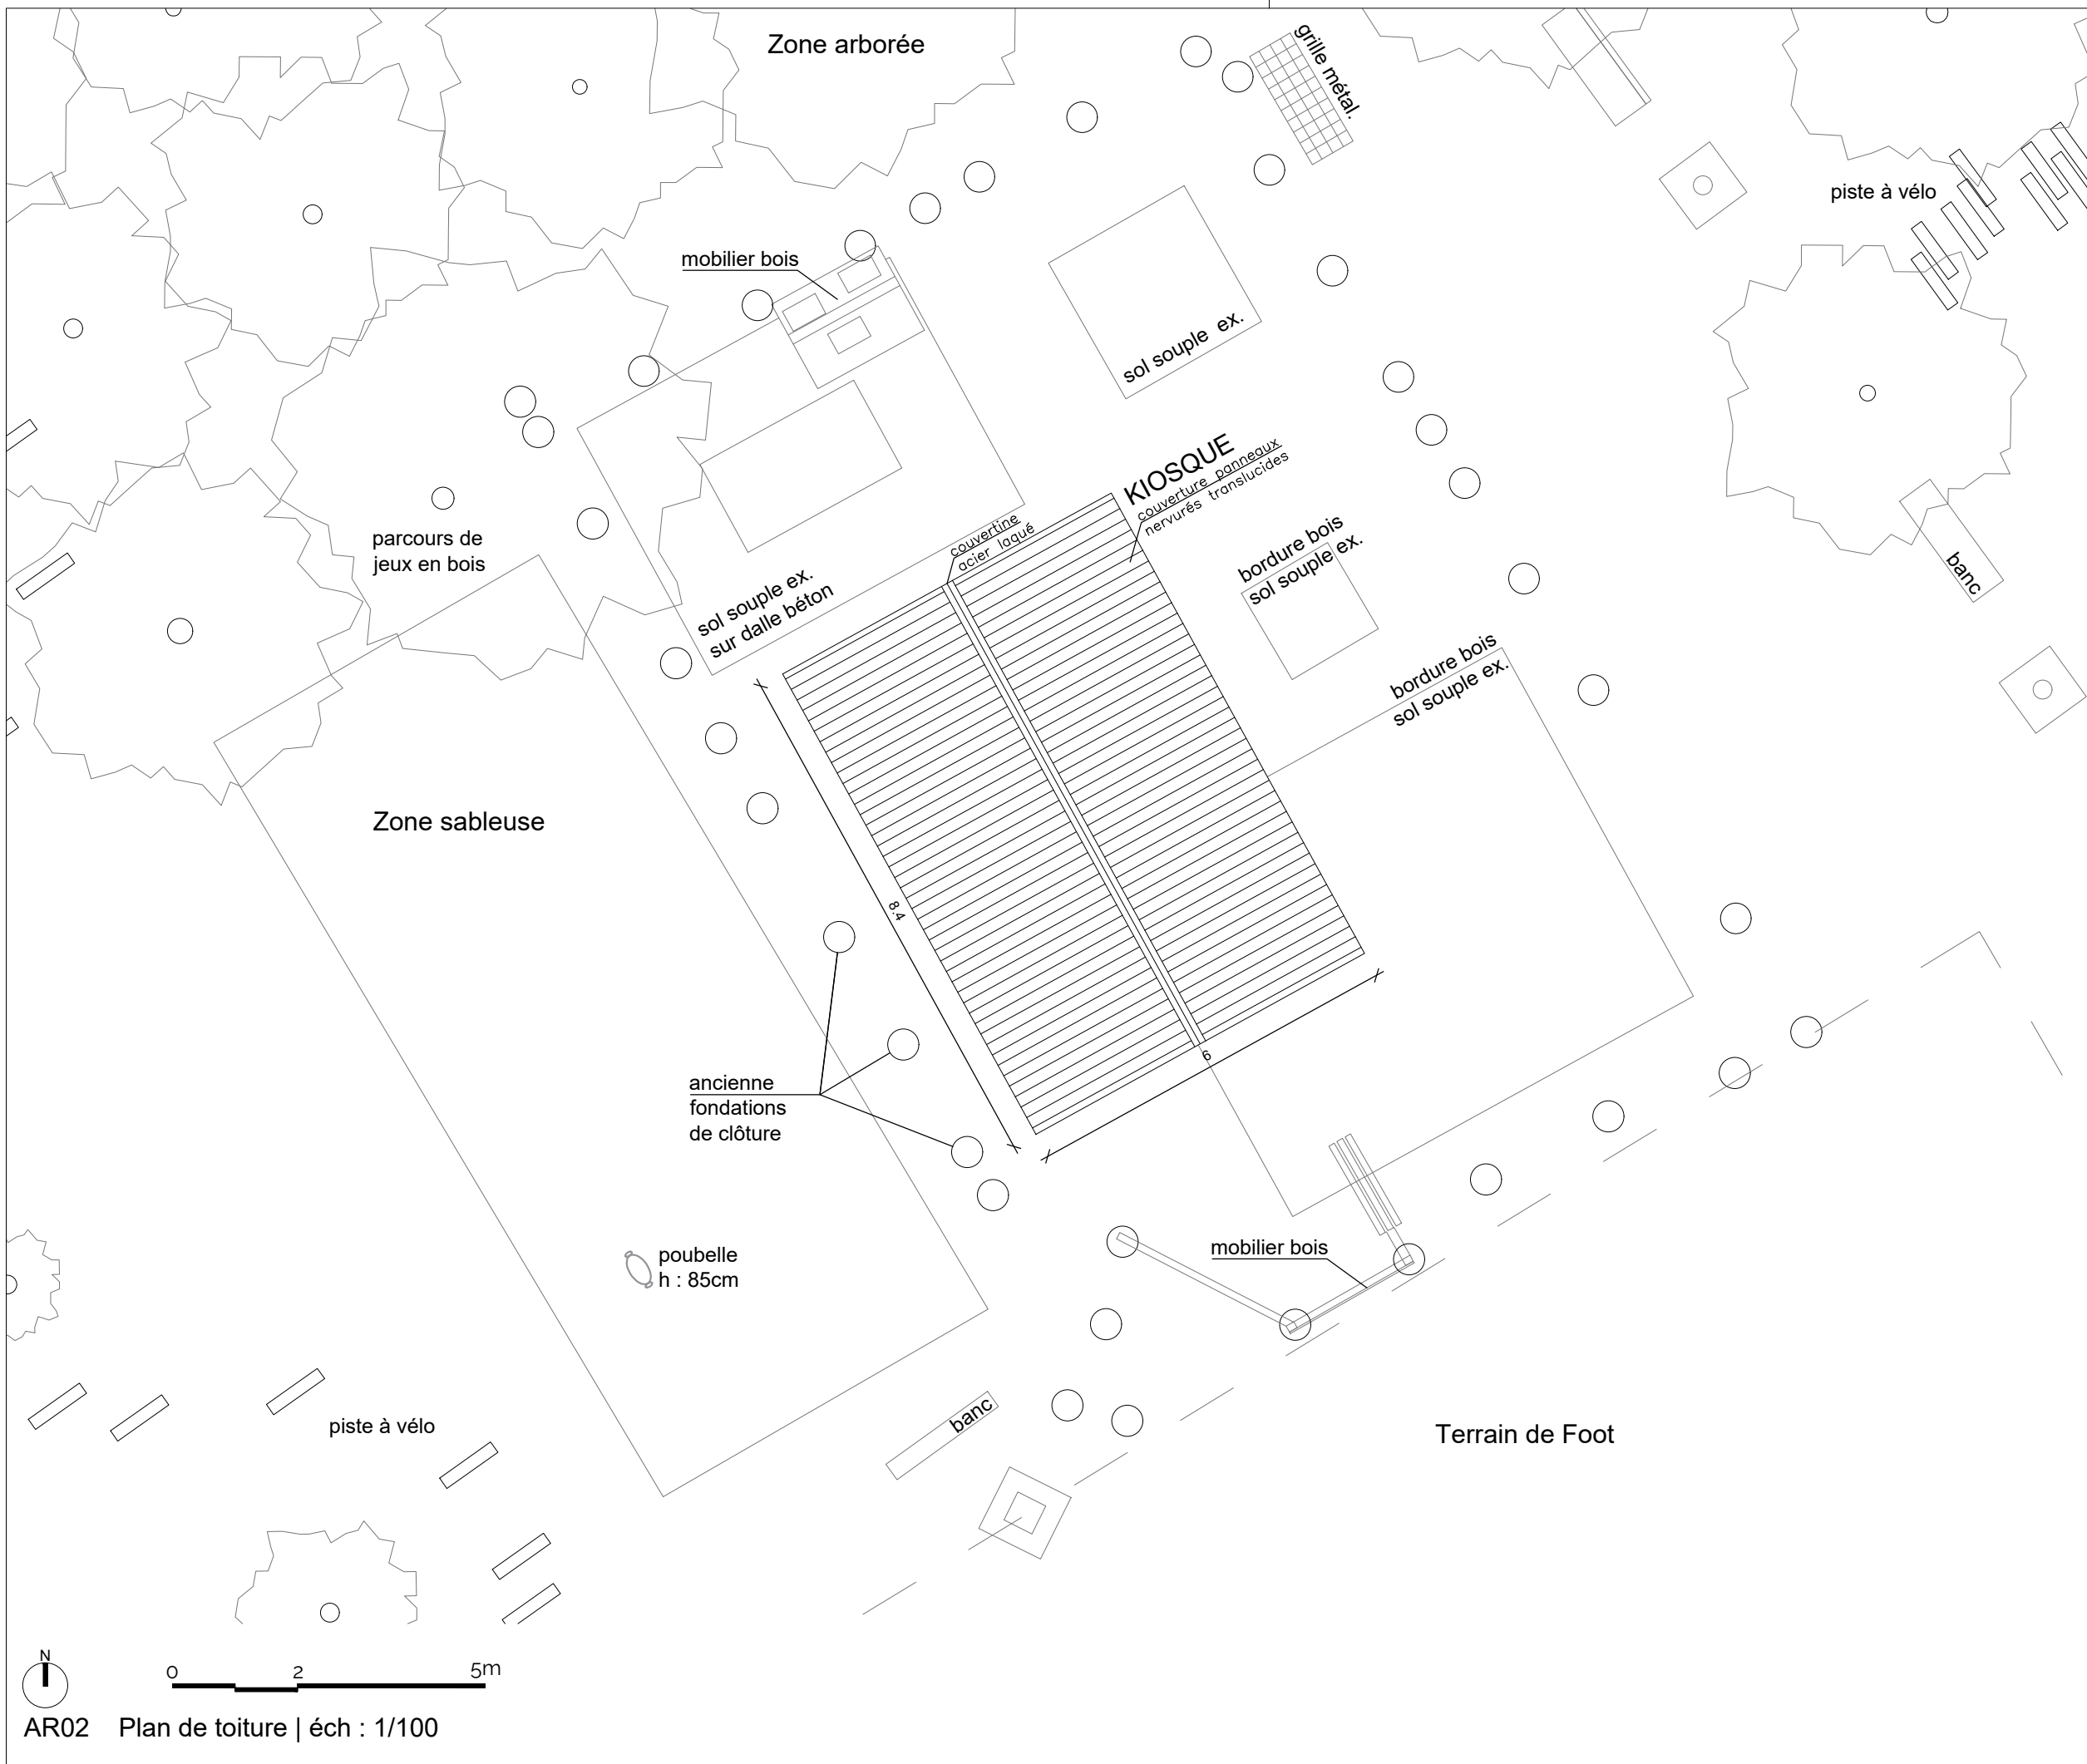 Zone arborée
grille métal.
piste à vélo
mobilier bois
sol souple ex.
KIOSQUE
couverture panneaux
nervurés translucides
couvertine
acier laqué
bordure bois
sol souple ex.
banc
parcours de
jeux en bois
sol souple ex.
sur dalle béton
bordure bois
sol souple ex.
Zone sableuse
8.4
6
ancienne
fondations
de clôture
poubelle
h : 85cm
mobilier bois
banc
piste à vélo
Terrain de Foot
N
0 2 5m
AR02 Plan de toiture | éch : 1/100